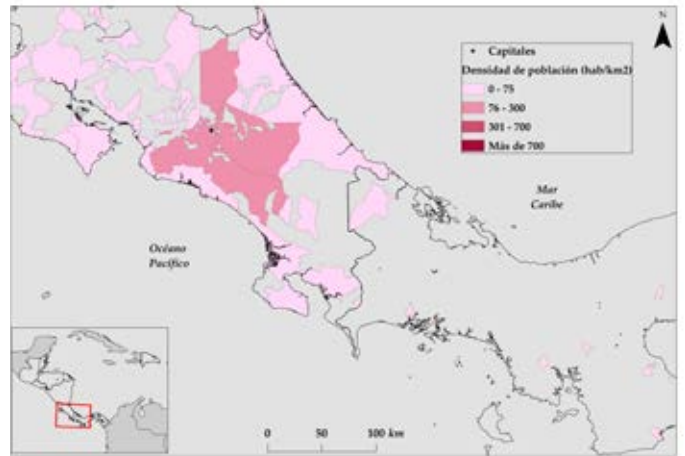 N
Capitales
Densidad de población (hab/km2)
0 - 75
76 - 300
301 - 700
Más de 700
Mar
Caribe
Océano
Pacífico
0 50 100 km